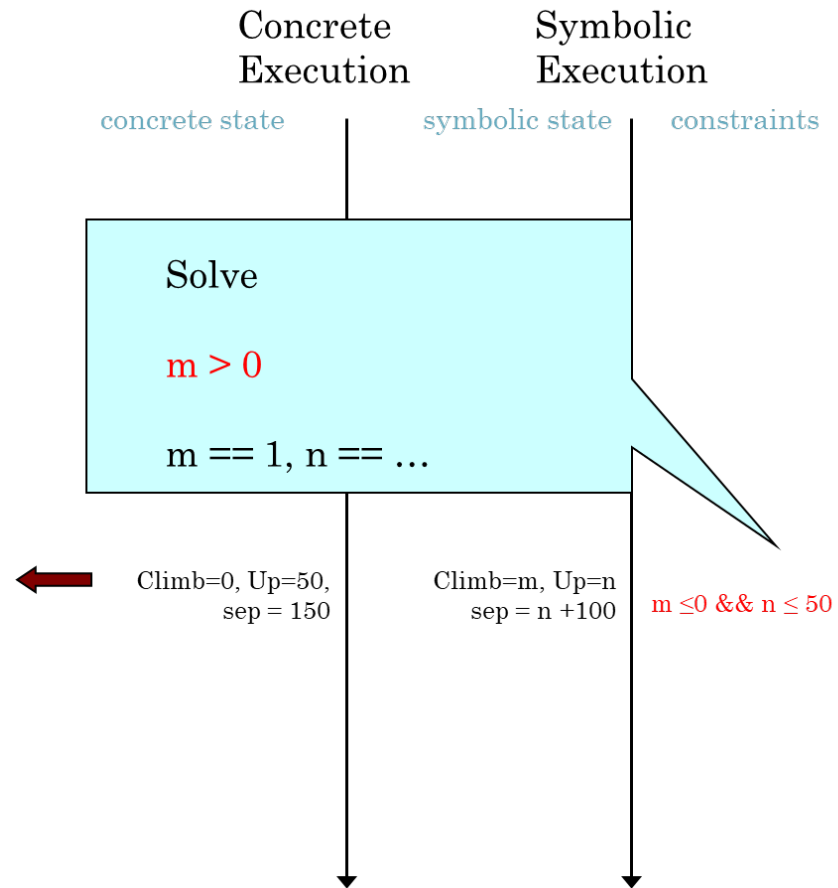 Concrete
Execution
Symbolic
Execution
concrete state
symbolic state
constraints
Solve
m > 0
m == 1, n == ...
Climb=0, Up=50,
sep = 150
Climb=m, Up=n
sep = n +100
m ≤0 && n ≤ 50